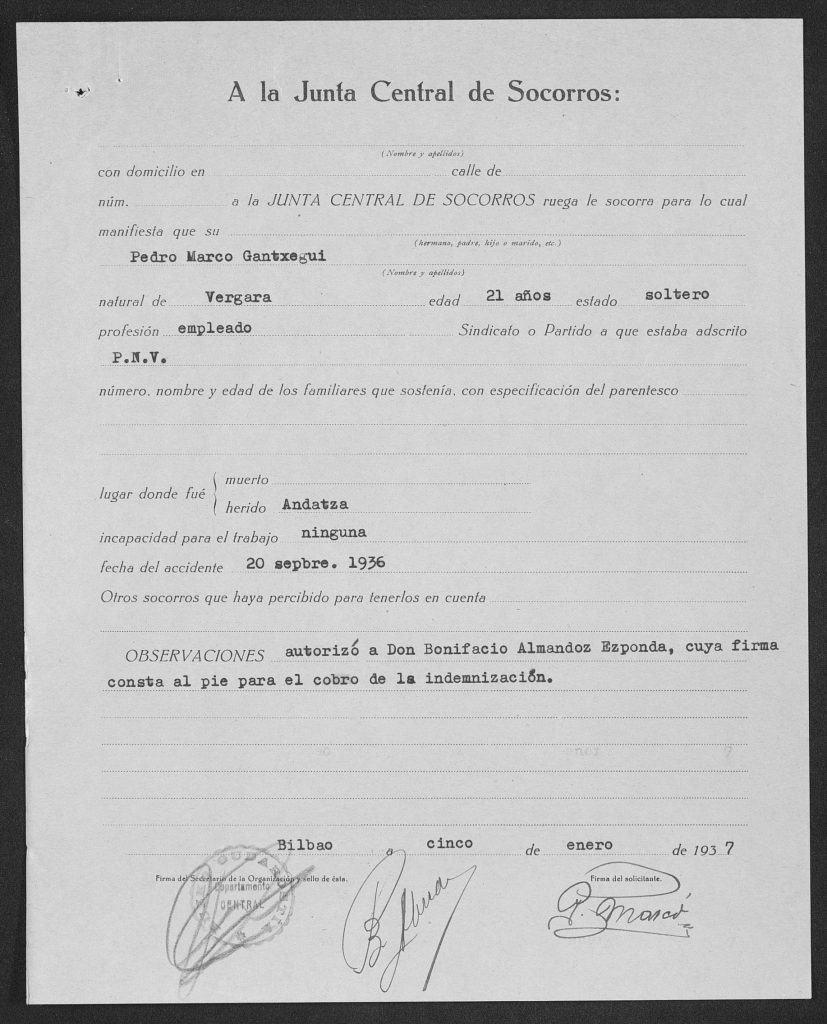 A la Junta Central de Socorros:
(Nombre y apellidos)
con domicilio en calle de
núm. a la JUNTA CENTRAL DE SOCORROS ruega le socorra para lo cual
manifiesta que su
(hermano, padre, hijo o marido, etc.)
Pedro Marco Gantxegui
(Nombre y apellidos)
natural de Vergara edad 21 años estado soltero
profesión empleado Sindicato o Partido a que estaba adscrito
P.N.V.
número, nombre y edad de los familiares que sostenía, con especificación del parentesco
lugar donde fué
muerto
herido Andatza
incapacidad para el trabajo ninguna
fecha del accidente 20 sepbre. 1936
Otros socorros que haya percibido para tenerlos en cuenta
OBSERVACIONES autorizó a Don Bonifacio Almandoz Ezponda, cuya firma
consta al pie para el cobro de la indemnización.
Bilbao a cinco de enero de 1937
Firma del Secretario de la Organización y sello de ésta. Firma del solicitante.
Departamento
CENTRAL
P. Marco